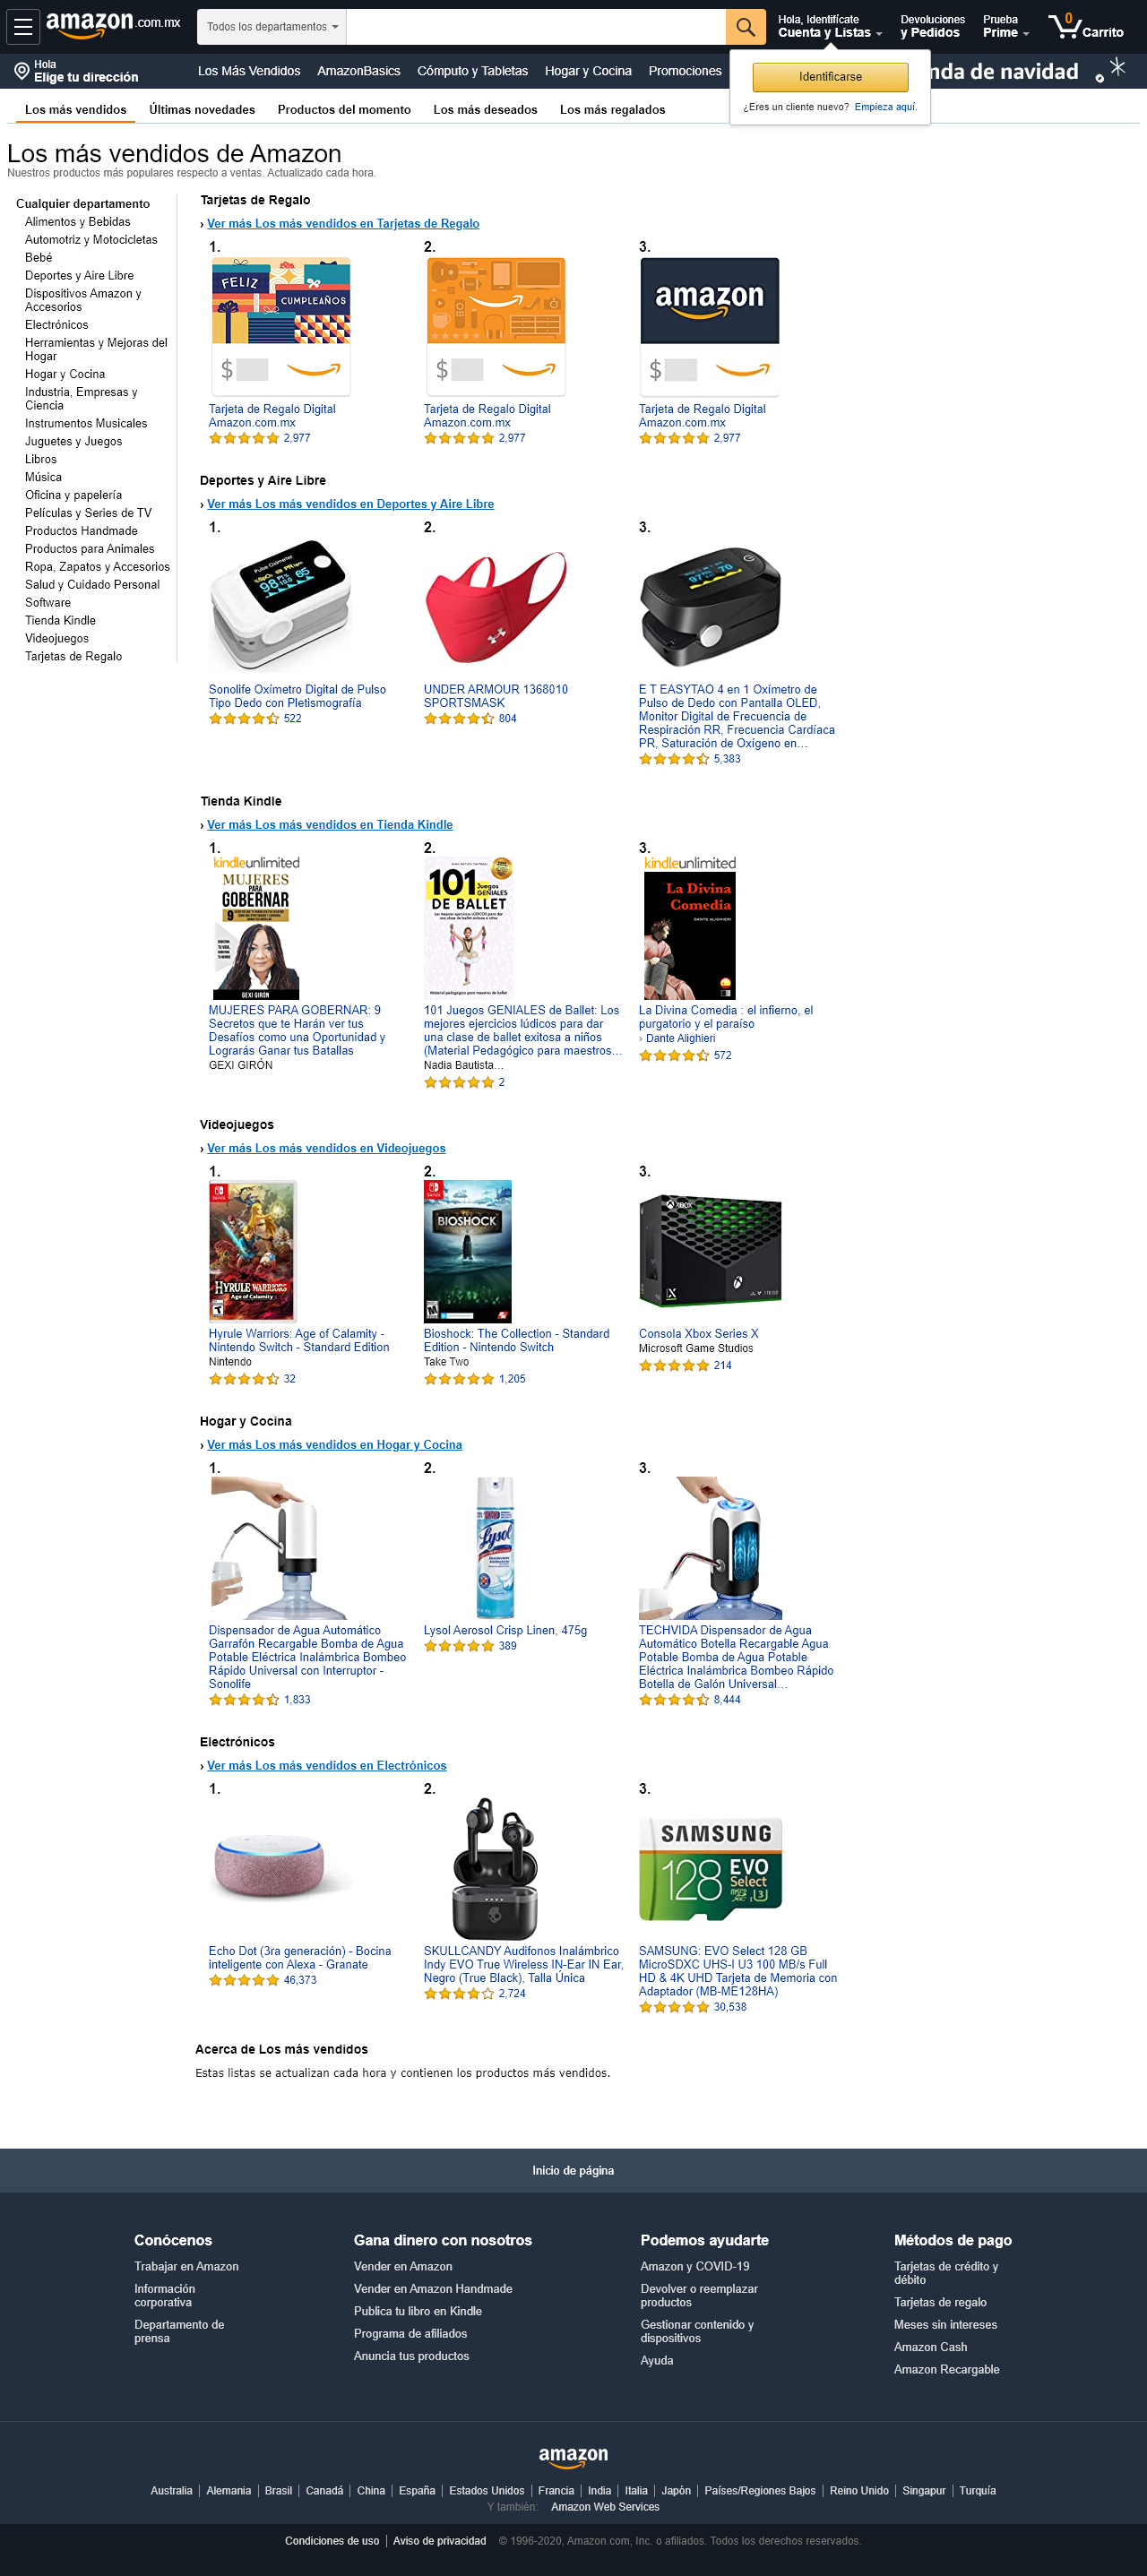 amazon.com.mx
Todos los departamentos
Hola, Identifícate
Cuenta y Listas
Devoluciones
y Pedidos
Prueba
Prime
0
Carrito
Hola
Elige tu dirección
Los Más Vendidos
AmazonBasics
Cómputo y Tabletas
Hogar y Cocina
Promociones
nda de navidad
Identificarse
¿Eres un cliente nuevo? Empieza aquí.
Los más vendidos
Últimas novedades
Productos del momento
Los más deseados
Los más regalados
Los más vendidos de Amazon
Nuestros productos más populares respecto a ventas. Actualizado cada hora.
Cualquier departamento
Alimentos y Bebidas
Automotriz y Motocicletas
Bebé
Deportes y Aire Libre
Dispositivos Amazon y
Accesorios
Electrónicos
Herramientas y Mejoras del
Hogar
Hogar y Cocina
Industria, Empresas y
Ciencia
Instrumentos Musicales
Juguetes y Juegos
Libros
Música
Oficina y papelería
Películas y Series de TV
Productos Handmade
Productos para Animales
Ropa, Zapatos y Accesorios
Salud y Cuidado Personal
Software
Tienda Kindle
Videojuegos
Tarjetas de Regalo
Tarjetas de Regalo
› Ver más Los más vendidos en Tarjetas de Regalo
1.
FELIZ
CUMPLEAÑOS
$
Tarjeta de Regalo Digital
Amazon.com.mx
2,977
2.
$
Tarjeta de Regalo Digital
Amazon.com.mx
2,977
3.
amazon
$
Tarjeta de Regalo Digital
Amazon.com.mx
2,977
Deportes y Aire Libre
› Ver más Los más vendidos en Deportes y Aire Libre
1.
Pulse Oximeter
%SpO₂
PRbpm
98
65
Sonolife Oxímetro Digital de Pulso
Tipo Dedo con Pletismografía
522
2.
UNDER ARMOUR 1368010
SPORTSMASK
804
3.
97
70
E T EASYTAO 4 en 1 Oxímetro de
Pulso de Dedo con Pantalla OLED,
Monitor Digital de Frecuencia de
Respiración RR, Frecuencia Cardíaca
PR, Saturación de Oxígeno en…
5,383
Tienda Kindle
› Ver más Los más vendidos en Tienda Kindle
1.
kindleunlimited
MUJERES
PARA
GOBERNAR
9
GEXI GIRÓN
MUJERES PARA GOBERNAR: 9
Secretos que te Harán ver tus
Desafíos como una Oportunidad y
Lograrás Ganar tus Batallas
GEXI GIRÓN
2.
101 Juegos
GENIALES
DE BALLET
Los mejores ejercicios LÚDICOS para dar
una clase de ballet exitosa a niños
Material pedagógico para maestros de ballet
101 Juegos GENIALES de Ballet: Los
mejores ejercicios lúdicos para dar
una clase de ballet exitosa a niños
(Material Pedagógico para maestros…
Nadia Bautista…
2
3.
kindleunlimited
La Divina
Comedia
DANTE ALIGHIERI
La Divina Comedia : el infierno, el
purgatorio y el paraíso
› Dante Alighieri
572
Videojuegos
› Ver más Los más vendidos en Videojuegos
1.
HYRULE WARRIORS
Age of Calamity
T
Hyrule Warriors: Age of Calamity -
Nintendo Switch - Standard Edition
Nintendo
32
2.
BIOSHOCK
M
Bioshock: The Collection - Standard
Edition - Nintendo Switch
Take Two
1,205
3.
XBOX
X
Consola Xbox Series X
Microsoft Game Studios
214
Hogar y Cocina
› Ver más Los más vendidos en Hogar y Cocina
1.
Dispensador de Agua Automático
Garrafón Recargable Bomba de Agua
Potable Eléctrica Inalámbrica Bombeo
Rápido Universal con Interruptor -
Sonolife
1,833
2.
Lysol
Lysol Aerosol Crisp Linen, 475g
389
3.
TECHVIDA Dispensador de Agua
Automático Botella Recargable Agua
Potable Bomba de Agua Potable
Eléctrica Inalámbrica Bombeo Rápido
Botella de Galón Universal…
8,444
Electrónicos
› Ver más Los más vendidos en Electrónicos
1.
Echo Dot (3ra generación) - Bocina
inteligente con Alexa - Granate
46,373
2.
SKULLCANDY Audifonos Inalámbrico
Indy EVO True Wireless IN-Ear IN Ear,
Negro (True Black), Talla Única
2,724
3.
SAMSUNG
128
EVO
Select
SAMSUNG: EVO Select 128 GB
MicroSDXC UHS-I U3 100 MB/s Full
HD & 4K UHD Tarjeta de Memoria con
Adaptador (MB-ME128HA)
30,538
Acerca de Los más vendidos
Estas listas se actualizan cada hora y contienen los productos más vendidos.
Inicio de página
Conócenos
Trabajar en Amazon
Información
corporativa
Departamento de
prensa
Gana dinero con nosotros
Vender en Amazon
Vender en Amazon Handmade
Publica tu libro en Kindle
Programa de afiliados
Anuncia tus productos
Podemos ayudarte
Amazon y COVID-19
Devolver o reemplazar
productos
Gestionar contenido y
dispositivos
Ayuda
Métodos de pago
Tarjetas de crédito y
débito
Tarjetas de regalo
Meses sin intereses
Amazon Cash
Amazon Recargable
amazon
Australia | Alemania | Brasil | Canadá | China | España | Estados Unidos | Francia | India | Italia | Japón | Países/Regiones Bajos | Reino Unido | Singapur | Turquía
Y también: Amazon Web Services
Condiciones de uso | Aviso de privacidad © 1996-2020, Amazon.com, Inc. o afiliados. Todos los derechos reservados.